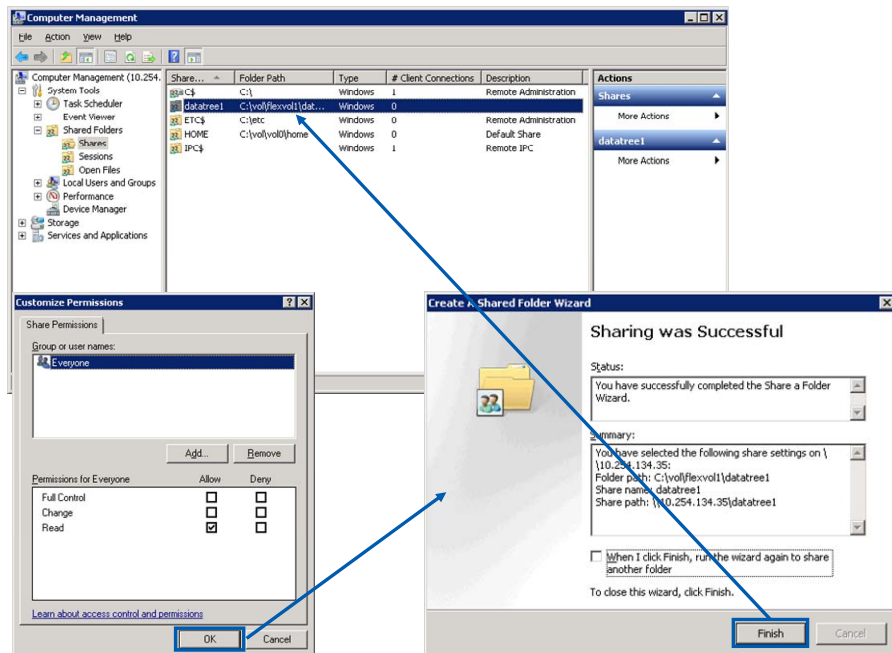 Computer Management
File Action View Help
Computer Management (10.254.
System Tools
Task Scheduler
Event Viewer
Shared Folders
Shares
Sessions
Open Files
Local Users and Groups
Performance
Device Manager
Storage
Services and Applications
Share... Folder Path Type # Client Connections Description
C$ C:\ Windows 1 Remote Administration
datatree1 C:\vol\flexvol1\dat... Windows 0
ETC$ C:\etc Windows 0 Remote Administration
HOME C:\vol\vol0\home Windows 0 Default Share
IPC$ Windows 1 Remote IPC
Actions
Shares
More Actions
datatree1
More Actions
Customize Permissions
Share Permissions
Group or user names:
Everyone
Add... Remove
Permissions for Everyone Allow Deny
Full Control
Change
Read
Learn about access control and permissions
OK Cancel
Create A Shared Folder Wizard
Sharing was Successful
Status:
You have successfully completed the Share a Folder
Wizard.
Summary:
You have selected the following share settings on \
\10.254.134.35:
Folder path: C:\vol\flexvol1\datatree1
Share name: datatree1
Share path: \\10.254.134.35\datatree1
When I click Finish, run the wizard again to share
another folder
To close this wizard, click Finish.
Finish Cancel